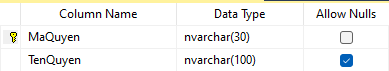 Column Name Data Type Allow Nulls
MaQuyen nvarchar(30)
TenQuyen nvarchar(100)